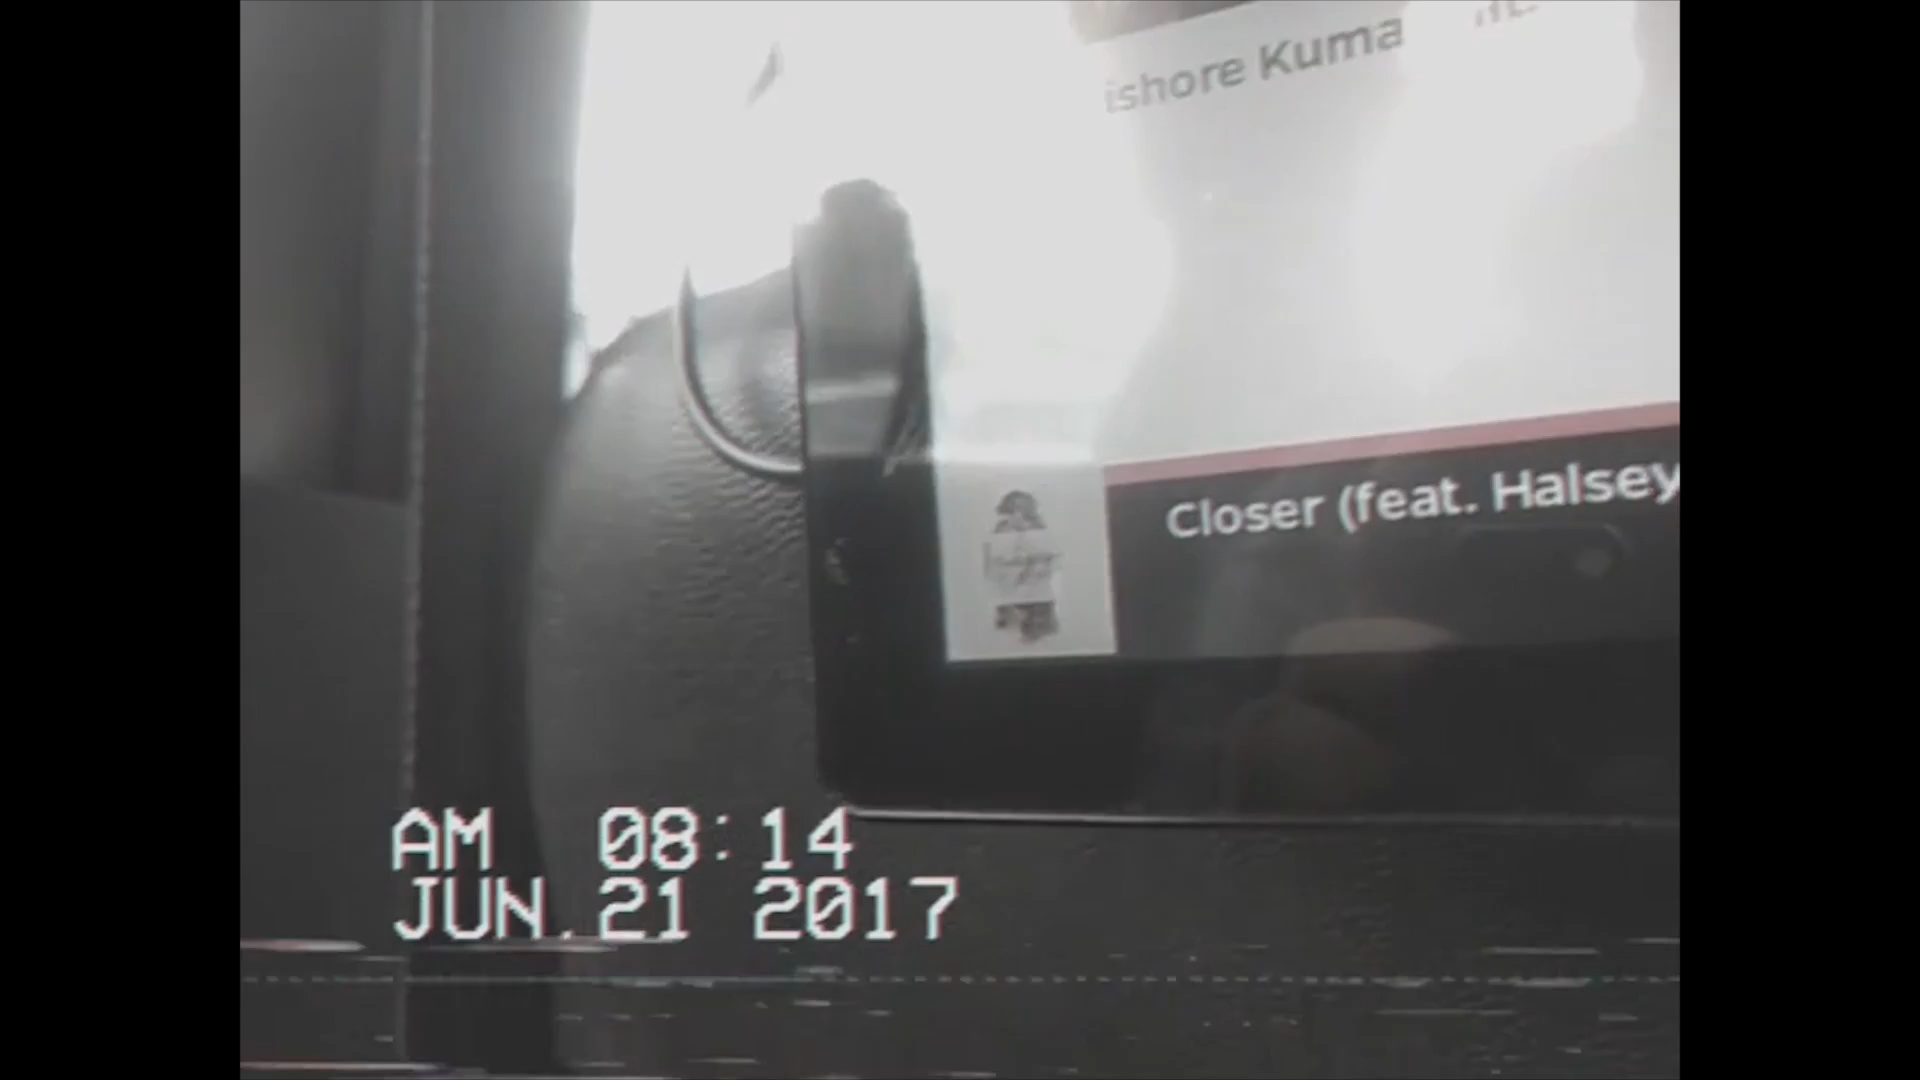 ishore Kuma
Closer (feat. Halsey
AM 08:14
JUN. 21 2017